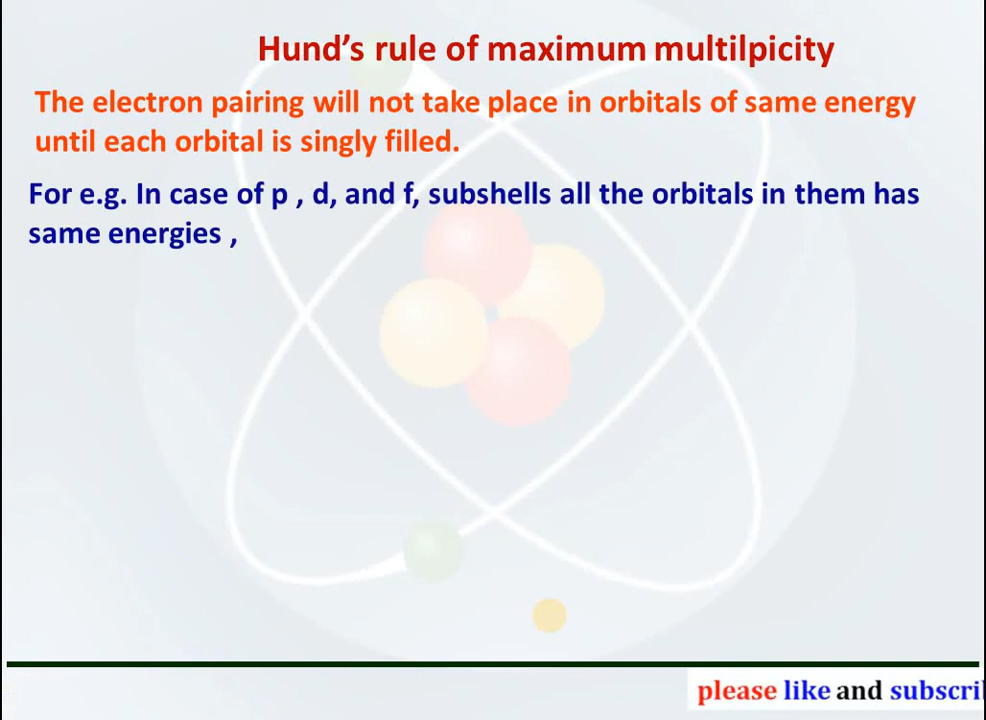 Hund’s rule of maximum multilpicity
The electron pairing will not take place in orbitals of same energy
until each orbital is singly filled.
For e.g. In case of p , d, and f, subshells all the orbitals in them has
same energies ,
please like and subscri